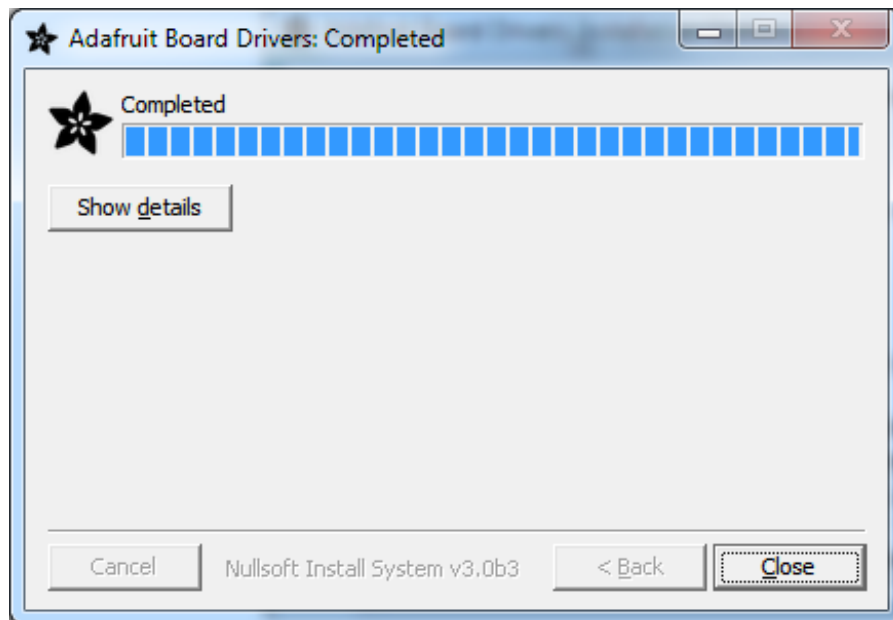 Adafruit Board Drivers: Completed
Completed
Show details
Cancel
Nullsoft Install System v3.0b3
< Back
Close